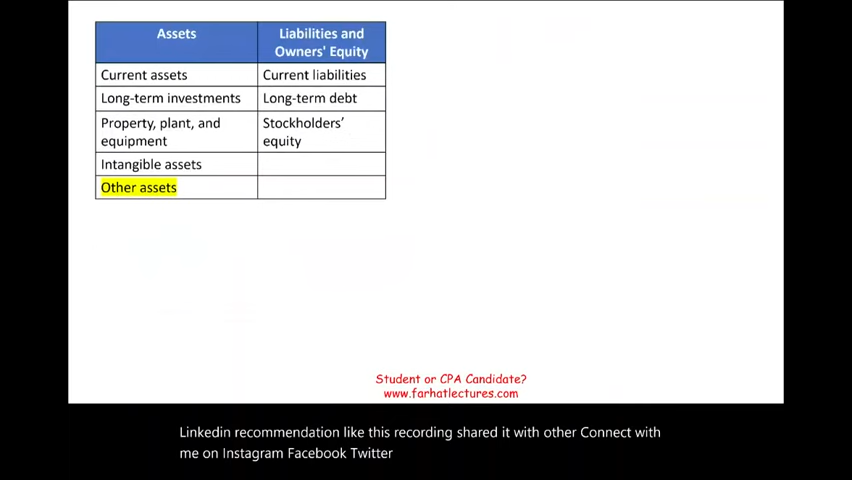 Assets
Liabilities and
Owners' Equity
Current assets
Current liabilities
Long-term investments
Long-term debt
Property, plant, and
equipment
Stockholders’
equity
Intangible assets
Other assets
Student or CPA Candidate?
www.farhatlectures.com
Linkedin recommendation like this recording shared it with other Connect with
me on Instagram Facebook Twitter